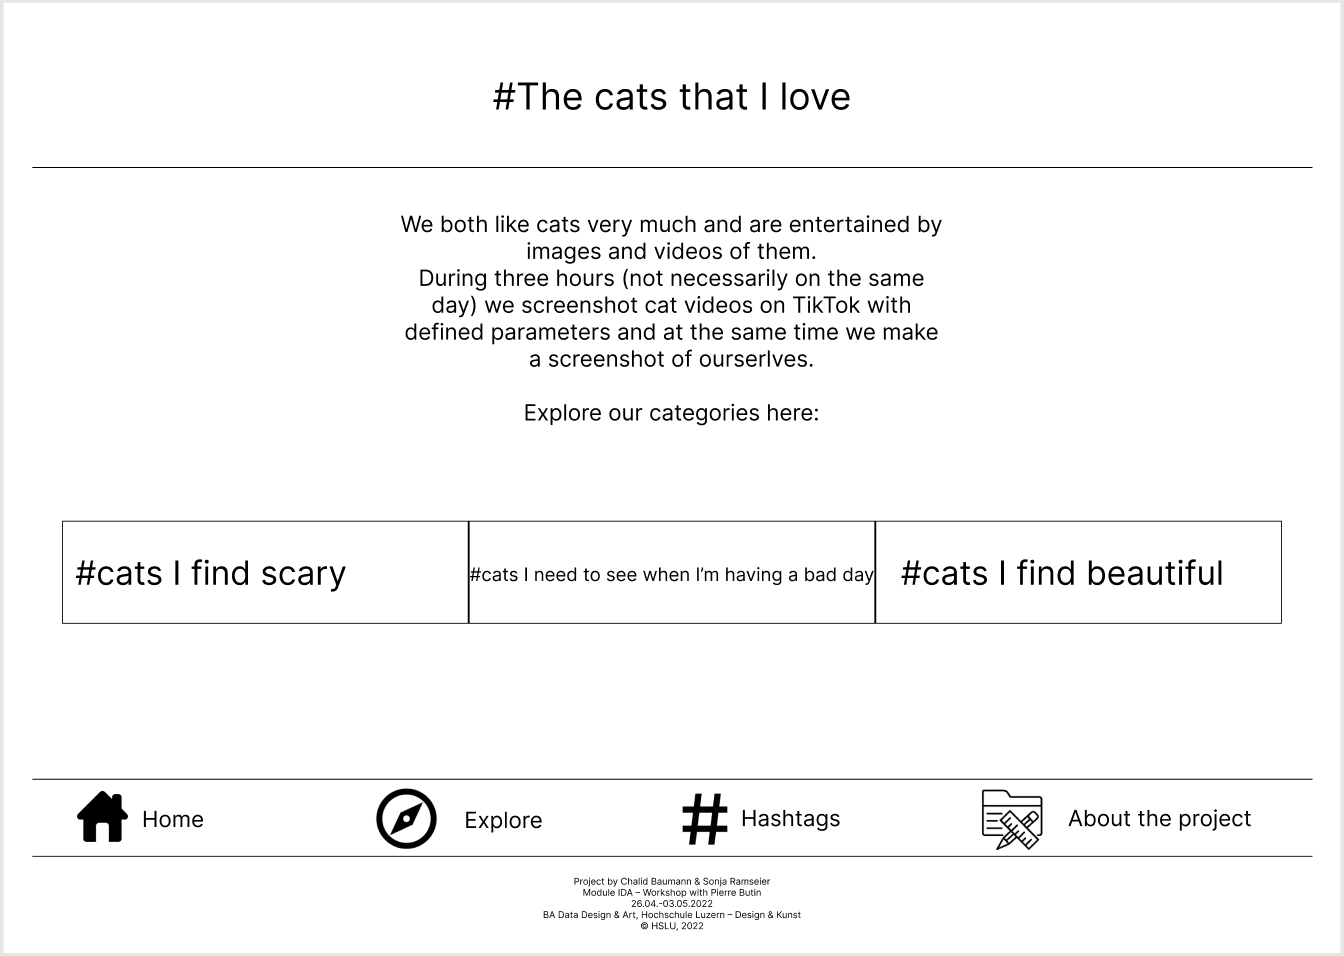 #The cats that I love
We both like cats very much and are entertained by
images and videos of them.
During three hours (not necessarily on the same
day) we screenshot cat videos on TikTok with
defined parameters and at the same time we make
a screenshot of ourserlves.
Explore our categories here:
#cats I find scary
#cats I need to see when I’m having a bad day
#cats I find beautiful
Home
Explore
Hashtags
About the project
Project by Chalid Baumann & Sonja Ramseier
Module IDA – Workshop with Pierre Butin
26.04.-03.05.2022
BA Data Design & Art, Hochschule Luzern – Design & Kunst
© HSLU, 2022